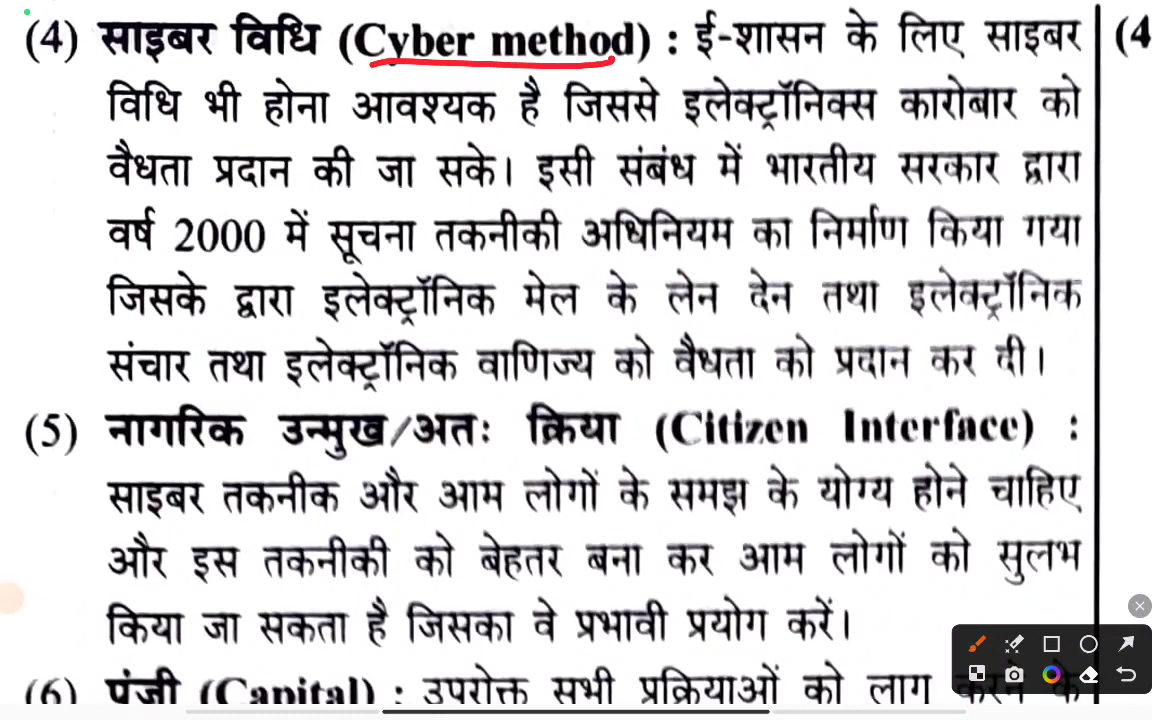 (4) साइबर विधि (Cyber method) : ई-शासन के लिए साइबर (4
विधि भी होना आवश्यक है जिससे इलेक्ट्रॉनिक्स कारोबार को
वैधता प्रदान की जा सके। इसी संबंध में भारतीय सरकार द्वारा
वर्ष 2000 में सूचना तकनीकी अधिनियम का निर्माण किया गया
जिसके द्वारा इलेक्ट्रॉनिक मेल के लेन देन तथा इलेक्ट्रॉनिक
संचार तथा इलेक्ट्रॉनिक वाणिज्य को वैधता को प्रदान कर दी।
(5) नागरिक उन्मुख/अतः क्रिया (Citizen Interface) :
साइबर तकनीक और आम लोगों के समझ के योग्य होने चाहिए
और इस तकनीकी को बेहतर बना कर आम लोगों को सुलभ
किया जा सकता है जिसका वे प्रभावी प्रयोग करें।
(6) पंजी (Capital) : उपरोक्त सभी प्रक्रियाओं को लागू करने के